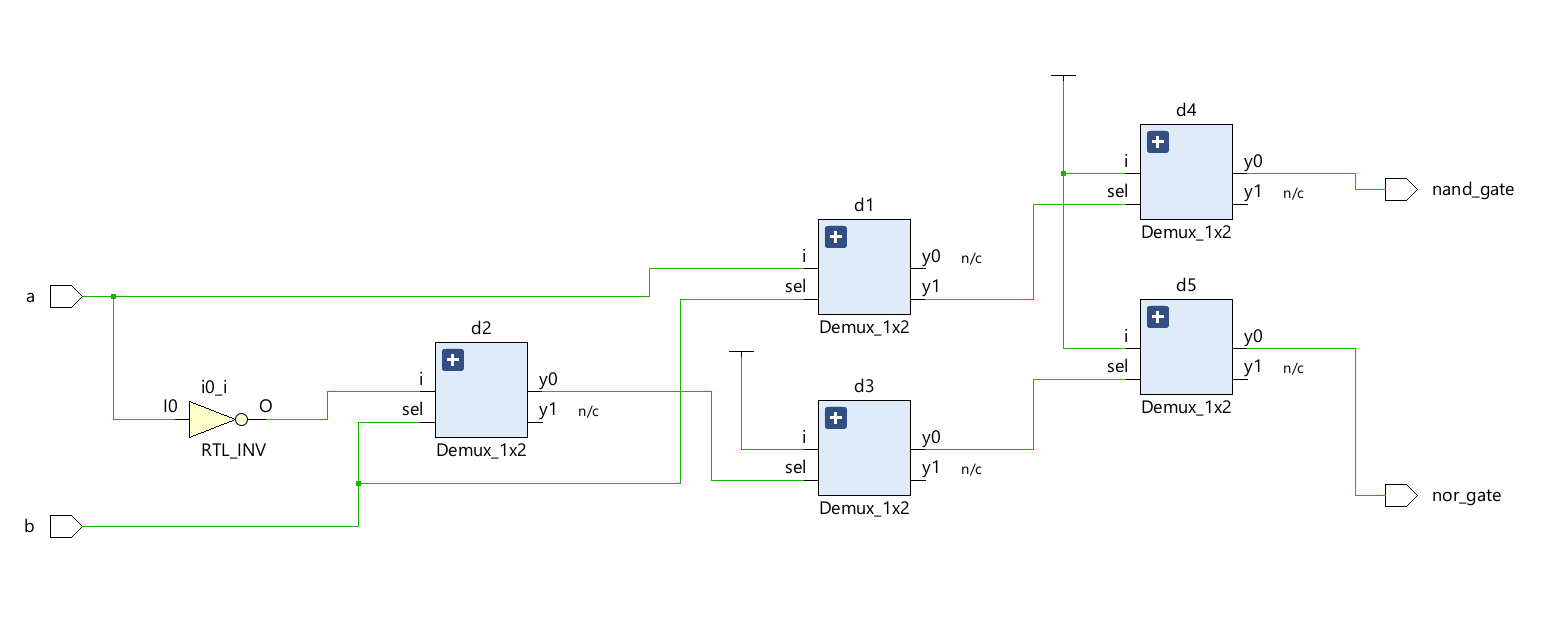 d4
i
y0
sel
y1
n/c
Demux_1x2
nand_gate
d1
i
y0
n/c
sel
y1
Demux_1x2
a
d5
i
y0
sel
y1
n/c
Demux_1x2
d2
i
y0
sel
y1
n/c
Demux_1x2
i0_i
I0
O
RTL_INV
d3
i
y0
sel
y1
n/c
Demux_1x2
b
nor_gate